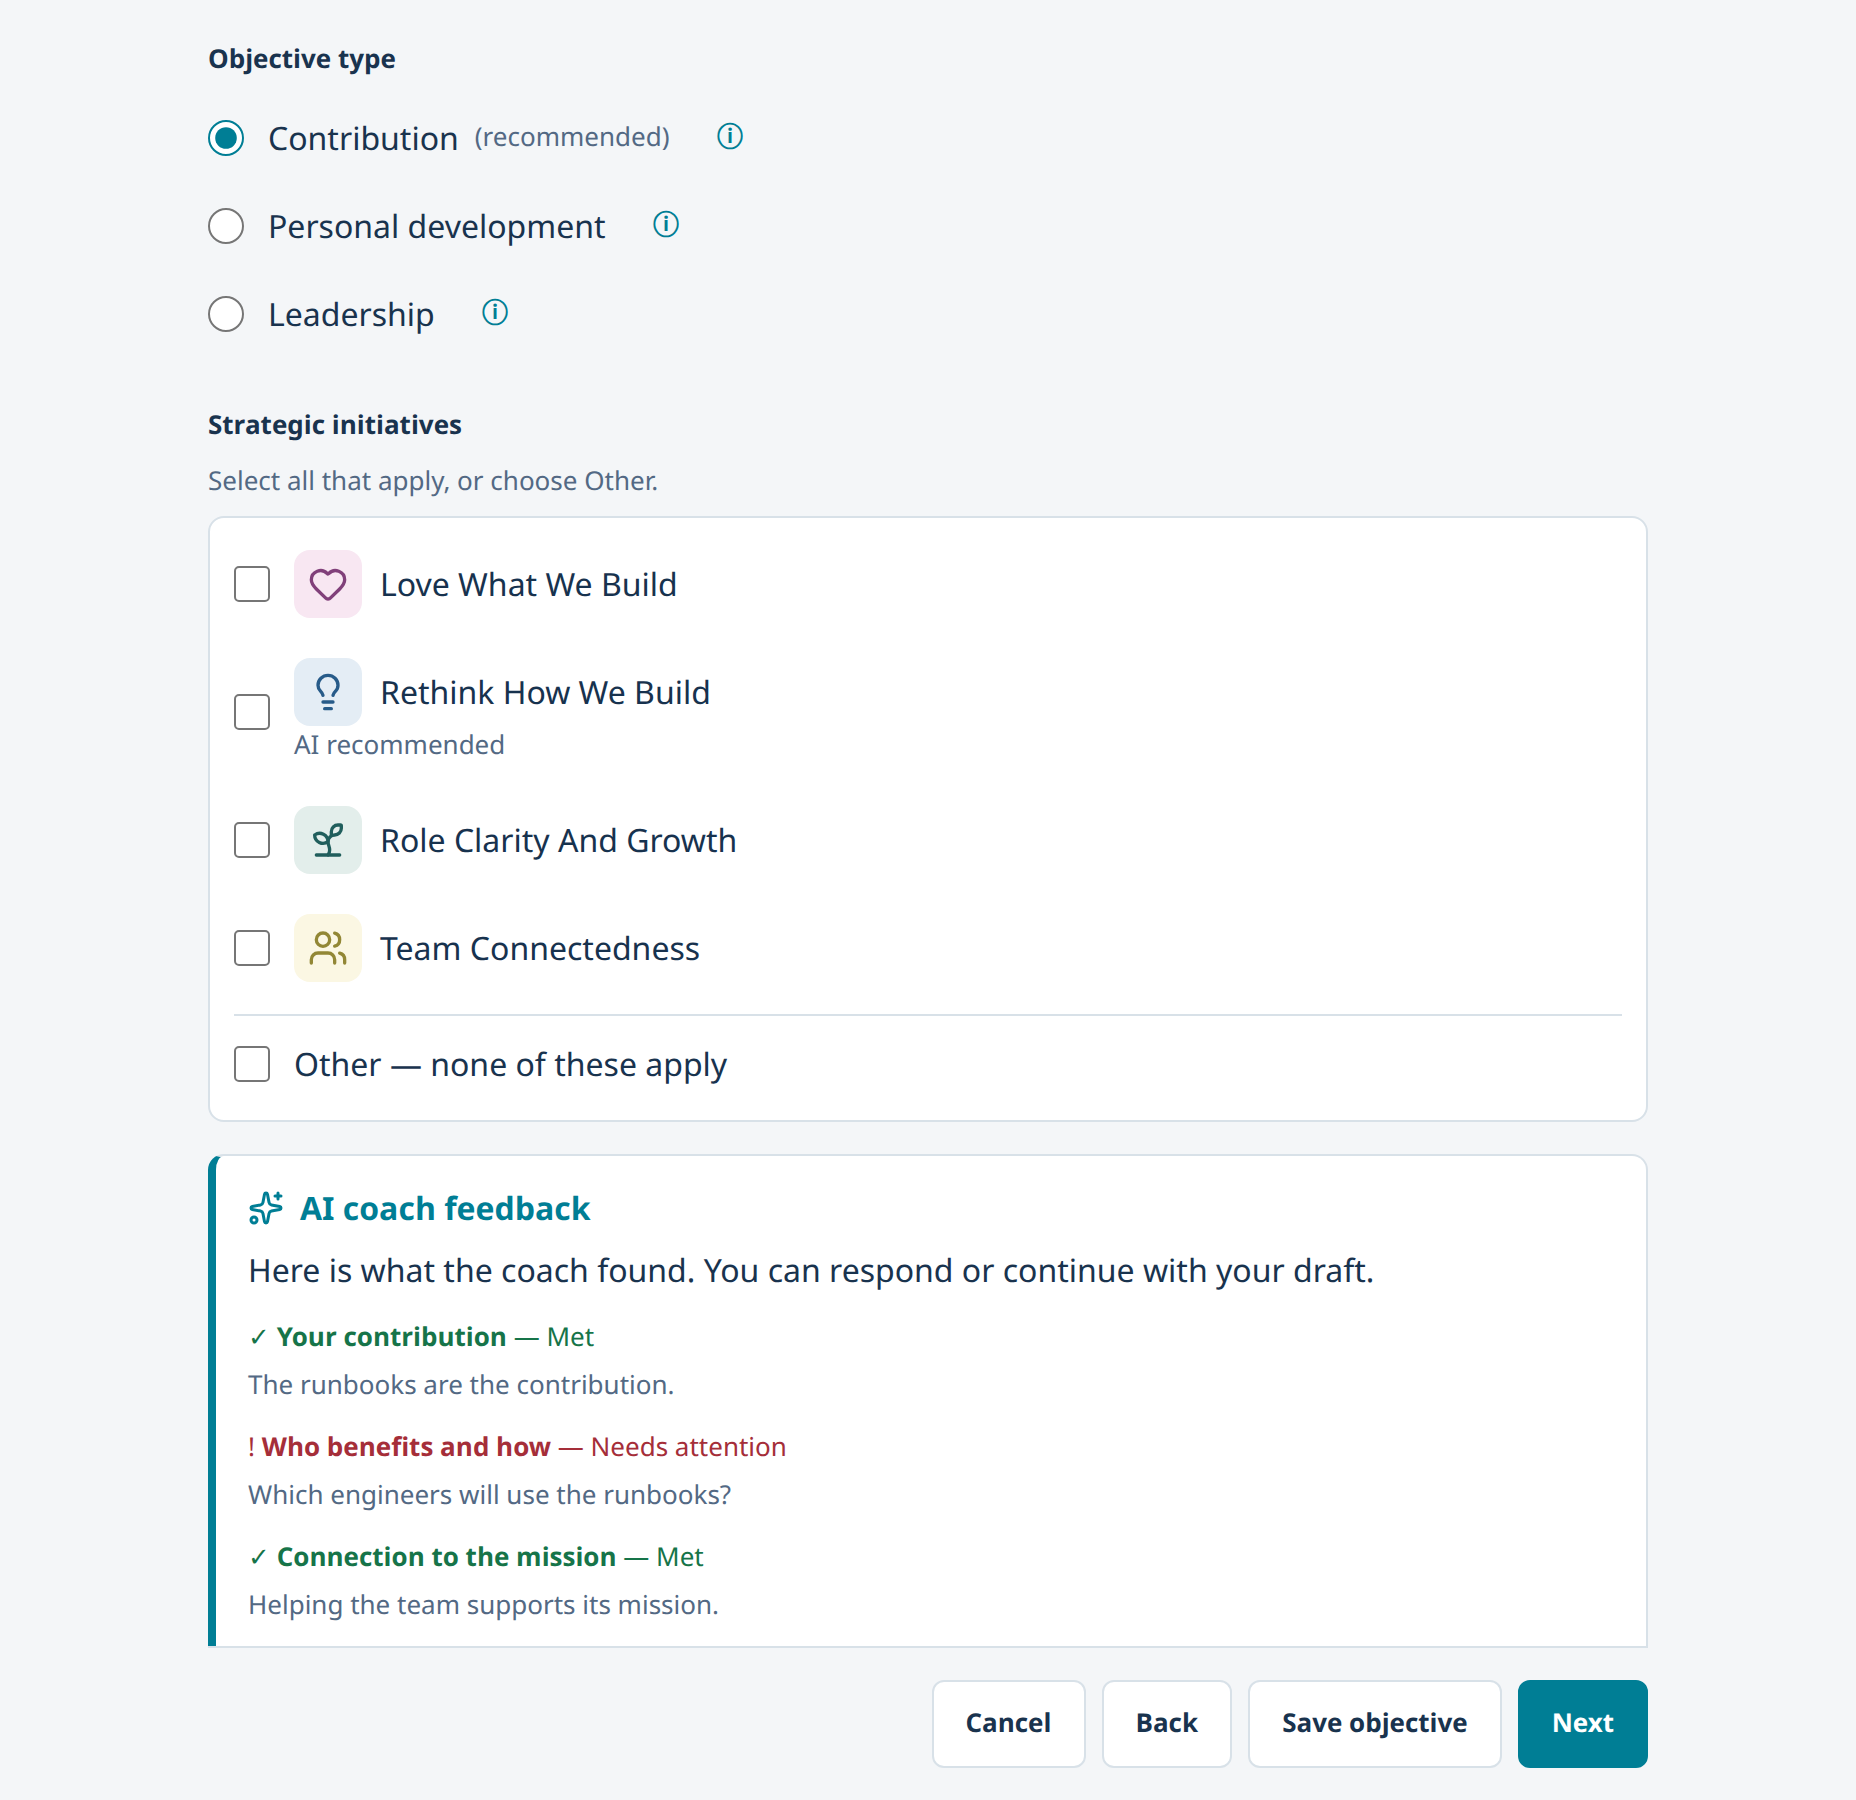 Objective type
Contribution (recommended)
Personal development
Leadership
Strategic initiatives
Select all that apply, or choose Other.
Love What We Build
Rethink How We Build
AI recommended
Role Clarity And Growth
Team Connectedness
Other — none of these apply
AI coach feedback
Here is what the coach found. You can respond or continue with your draft.
✓ Your contribution — Met
The runbooks are the contribution.
! Who benefits and how — Needs attention
Which engineers will use the runbooks?
✓ Connection to the mission — Met
Helping the team supports its mission.
Cancel Back Save objective Next